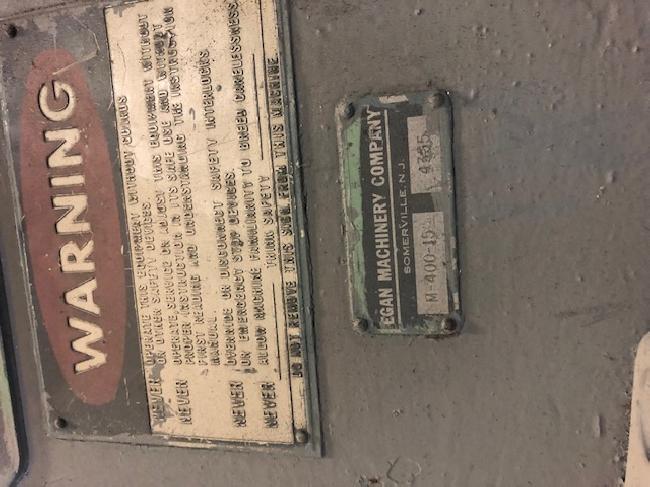 WARNING
NEVER OPERATE THIS EQUIPMENT WITHOUT GUARDS
OR OTHER SAFETY DEVICES.
NEVER OPERATE, SERVICE OR ADJUST THIS EQUIPMENT WITHOUT
PROPER INSTRUCTION IN ITS SAFE USE AND WITHOUT
FIRST READING AND UNDERSTANDING THE INSTRUCTION
MANUAL.
NEVER OVERRIDE OR DISCONNECT SAFETY INTERLOCKS
OR EMERGENCY STOP DEVICES.
NEVER ALLOW MACHINE FAMILIARITY TO BREED CARELESSNESS.
THINK SAFETY
DO NOT REMOVE THIS SIGN FROM THIS MACHINE
EGAN MACHINERY COMPANY
SOMERVILLE, N.J.
M-400-15